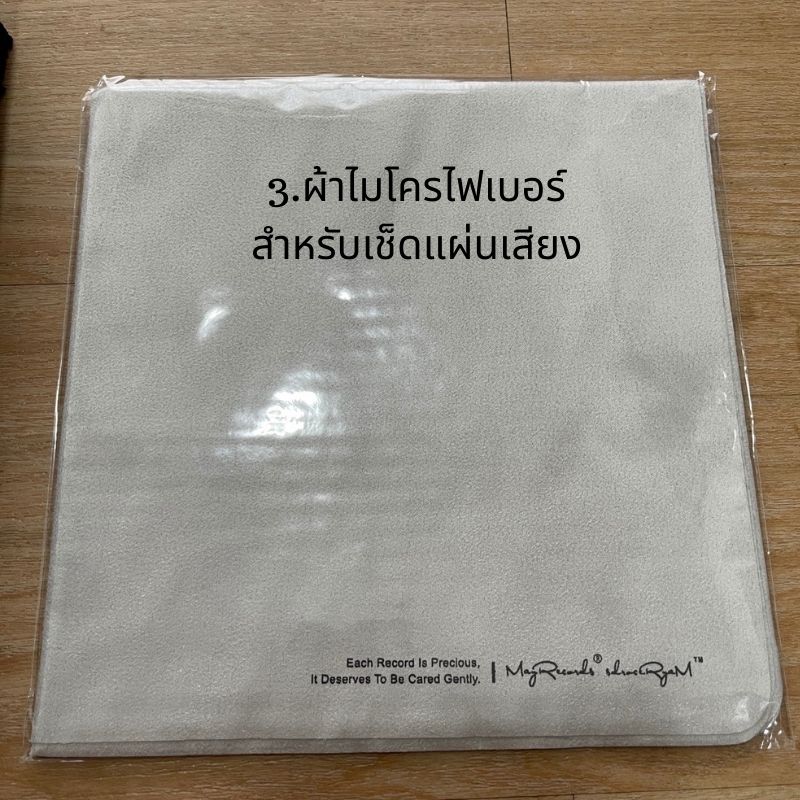 3.ผ้าไมโครไฟเบอร์
สำหรับเช็ดแผ่นเสียง
Each Record Is Precious,
It Deserves To Be Cared Gently.
MayRecords®